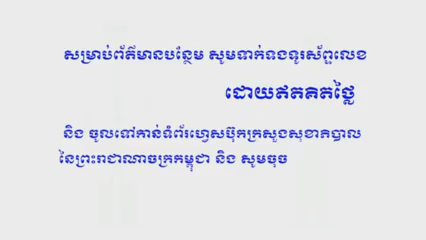 សម្រាប់ព័ត៌មានបន្ថែម សូមទាក់ទងទូរស័ព្ទលេខ
ដោយឥតគិតថ្លៃ
និង ចូលទៅកាន់ទំព័រហ្វេសប៊ុកក្រសួងសុខាភិបាល
នៃព្រះរាជាណាចក្រកម្ពុជា និង សូមចុច